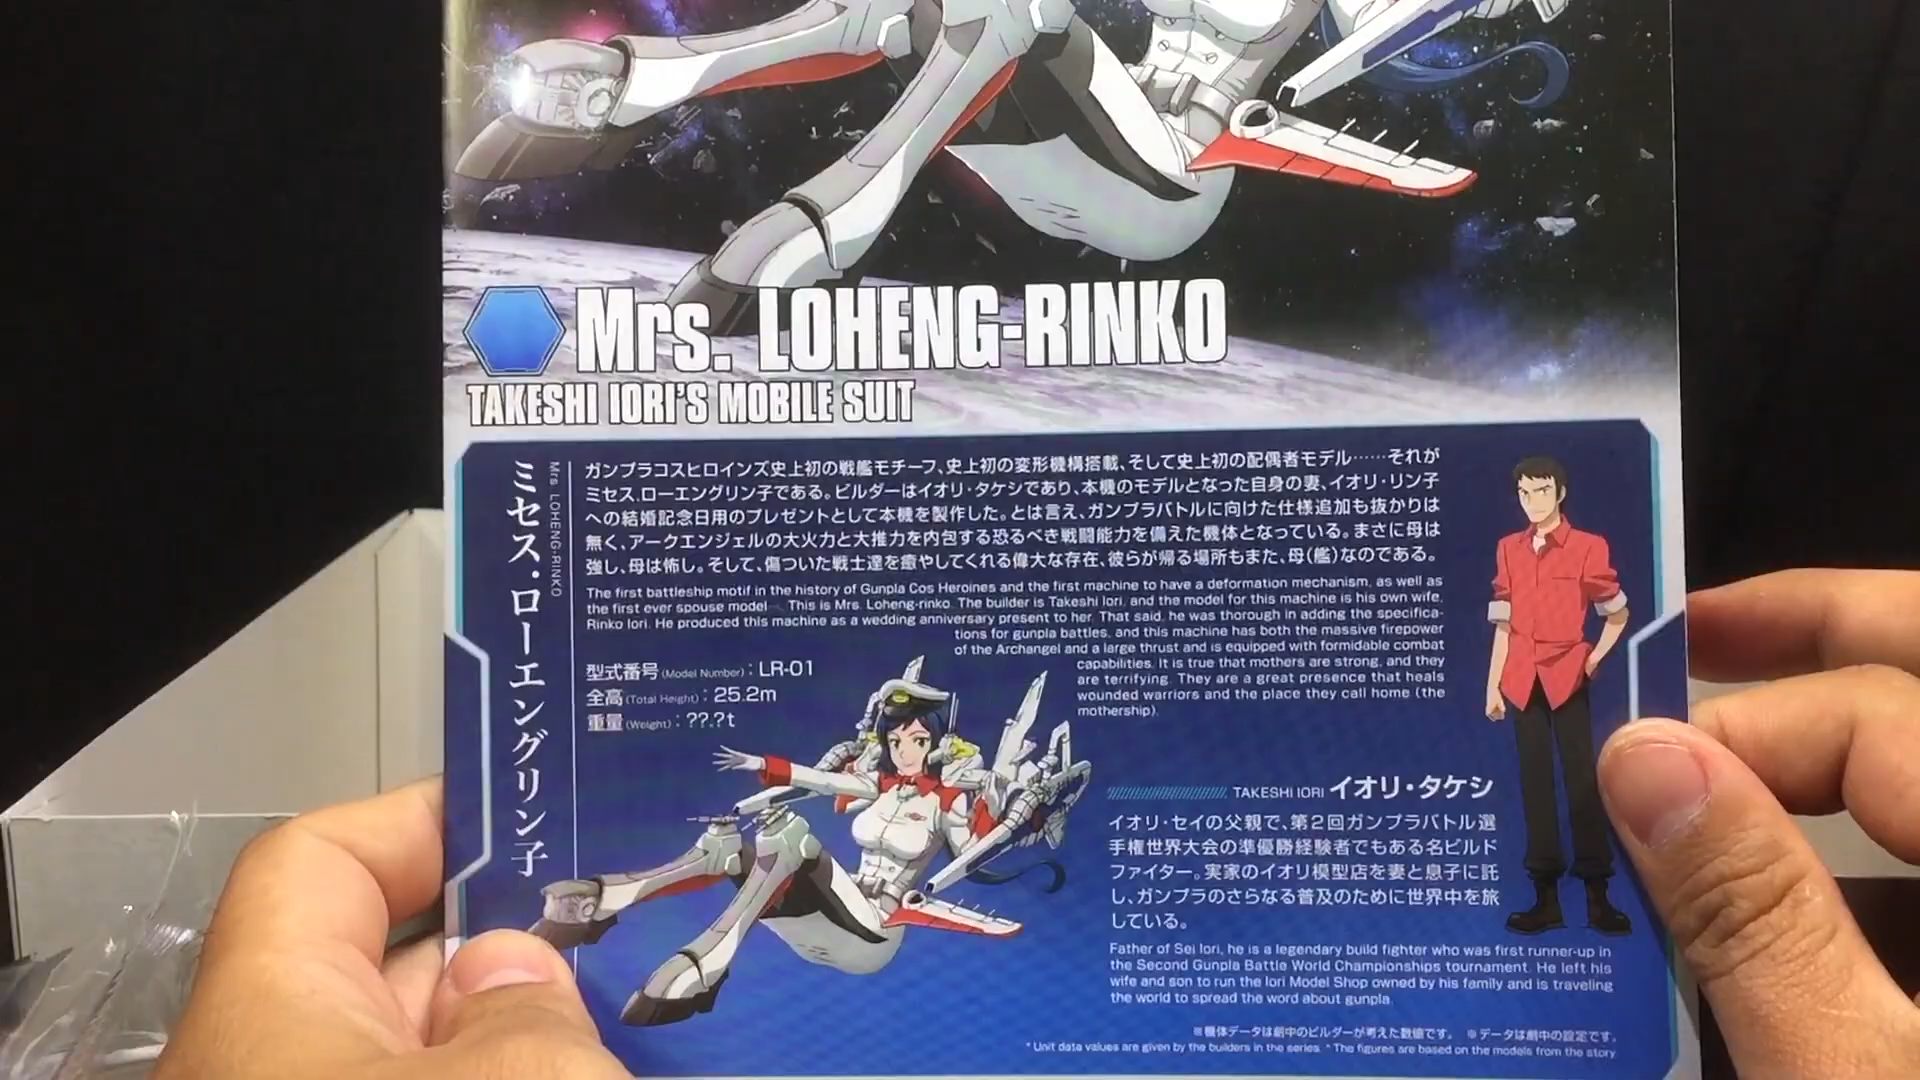 Mrs. LOHENG-RINKO
TAKESHI IORI'S MOBILE SUIT
ミセス.ローエングリン子
Mrs LOHENG-RINKO
ガンプラコスヒロインズ史上初の戦艦モチーフ、史上初の変形機構搭載、そして史上初の配偶者モデル……それが
ミセス.ローエングリン子である。ビルダーはイオリ・タケシであり、本機のモデルとなった自身の妻、イオリ・リン子
への結婚記念日用のプレゼントとして本機を製作した。とは言え、ガンプラバトルに向けた仕様追加も抜かりは
無く、アークエンジェルの大火力と大推力を内包する恐るべき戦闘能力を備えた機体となっている。まさに母は
強し、母は怖し。そして、傷ついた戦士達を癒やしてくれる偉大な存在、彼らが帰る場所もまた、母(艦)なのである。
The first battleship motif in the history of Gunpla Cos Heroines and the first machine to have a deformation mechanism, as well as
the first ever spouse model... This is Mrs. Loheng-rinko. The builder is Takeshi Iori, and the model for this machine is his own wife,
Rinko Iori. He produced this machine as a wedding anniversary present to her. That said, he was thorough in adding the specifica-
tions for gunpla battles, and this machine has both the massive firepower
of the Archangel and a large thrust and is equipped with formidable combat
capabilities. It is true that mothers are strong, and they
are terrifying. They are a great presence that heals
wounded warriors and the place they call home (the
mothership).
型式番号(Model Number):LR-01
全高(Total Height):25.2m
重量(Weight):??.?t
TAKESHI IORI イオリ・タケシ
イオリ・セイの父親で、第2回ガンプラバトル選
手権世界大会の準優勝経験者でもある名ビルド
ファイター。実家のイオリ模型店を妻と息子に託
し、ガンプラのさらなる普及のために世界中を旅
している。
Father of Sei Iori, he is a legendary build fighter who was first runner-up in
the Second Gunpla Battle World Championships tournament. He left his
wife and son to run the Iori Model Shop owned by his family and is traveling
the world to spread the word about gunpla.
※機体データは劇中のビルダーが考えた数値です。 ※データは劇中の設定です。
* Unit data values are given by the builders in the series. * The figures are based on the models from the story